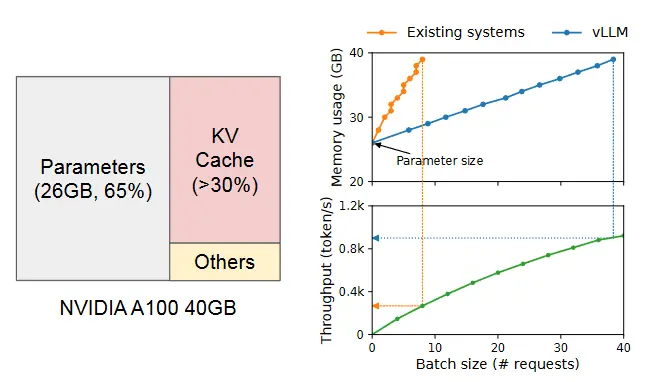 Parameters
(26GB, 65%)
KV
Cache
(>30%)
Others
NVIDIA A100 40GB
Existing systems
vLLM
Memory usage (GB)
40
30
20
Parameter size
Throughput (token/s)
1.2k
0.8k
0.4k
0
0
10
20
30
40
Batch size (# requests)